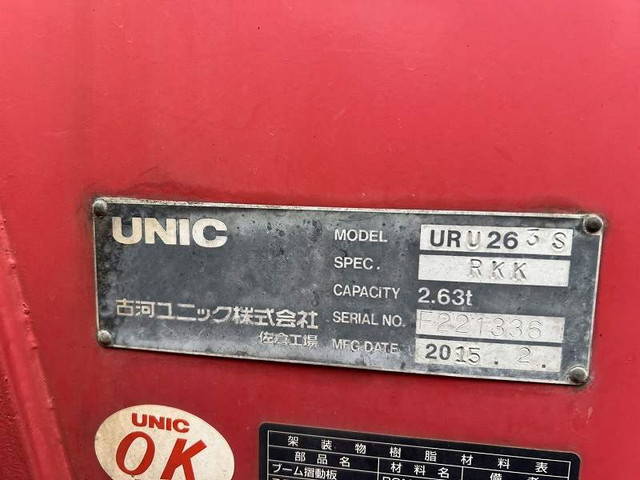 UNIC
MODEL URU263S
SPEC. RKK
CAPACITY 2.63t
古河ユニック株式会社
佐倉工場
SERIAL NO. F221336
MFG·DATE 2015.2.
UNIC
OK
架装物樹脂材料表
部品名 材料名 備考
ブーム摺動板